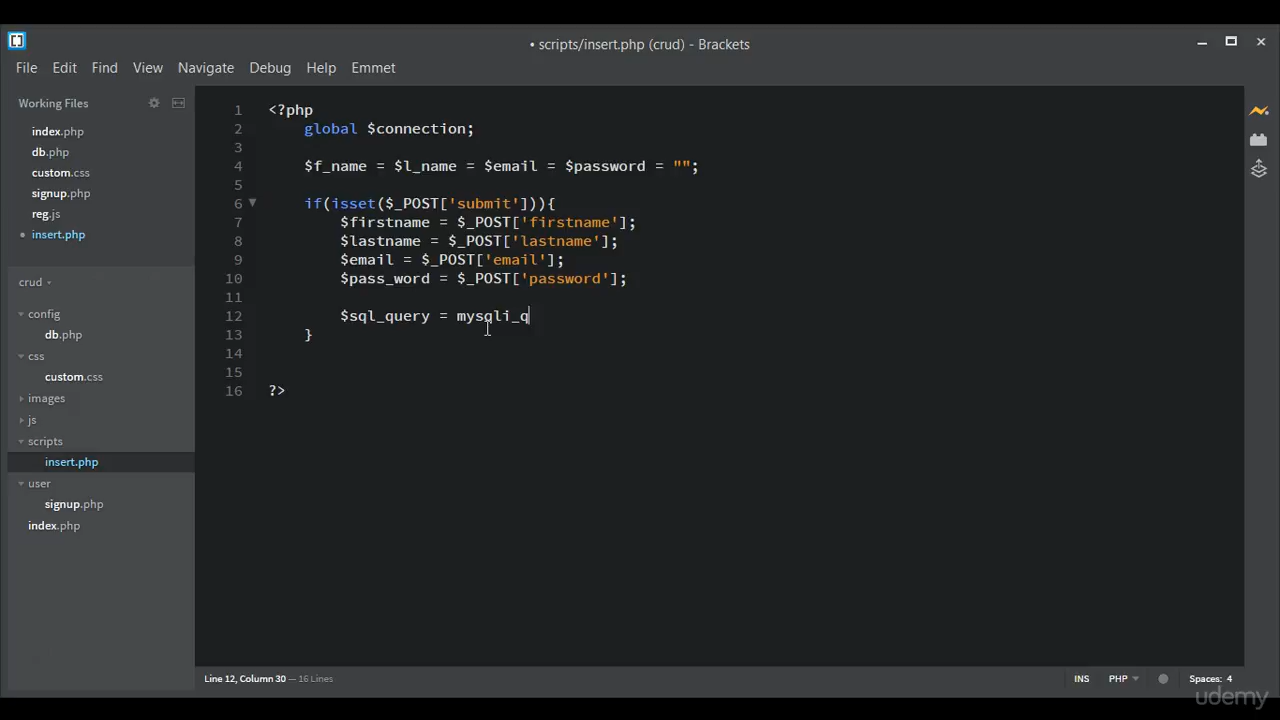 • scripts/insert.php (crud) - Brackets
File Edit Find View Navigate Debug Help Emmet
Working Files
index.php
db.php
custom.css
signup.php
reg.js
• insert.php
crud
config
db.php
css
custom.css
images
js
scripts
insert.php
user
signup.php
index.php
1 <?php
2 global $connection;
3
4 $f_name = $l_name = $email = $password = "";
5
6 if(isset($_POST['submit'])){
7 $firstname = $_POST['firstname'];
8 $lastname = $_POST['lastname'];
9 $email = $_POST['email'];
10 $pass_word = $_POST['password'];
11
12 $sql_query = mysqli_q
13 }
14
15
16 ?>
Line 12, Column 30 — 16 Lines
INS PHP Spaces: 4
udemy